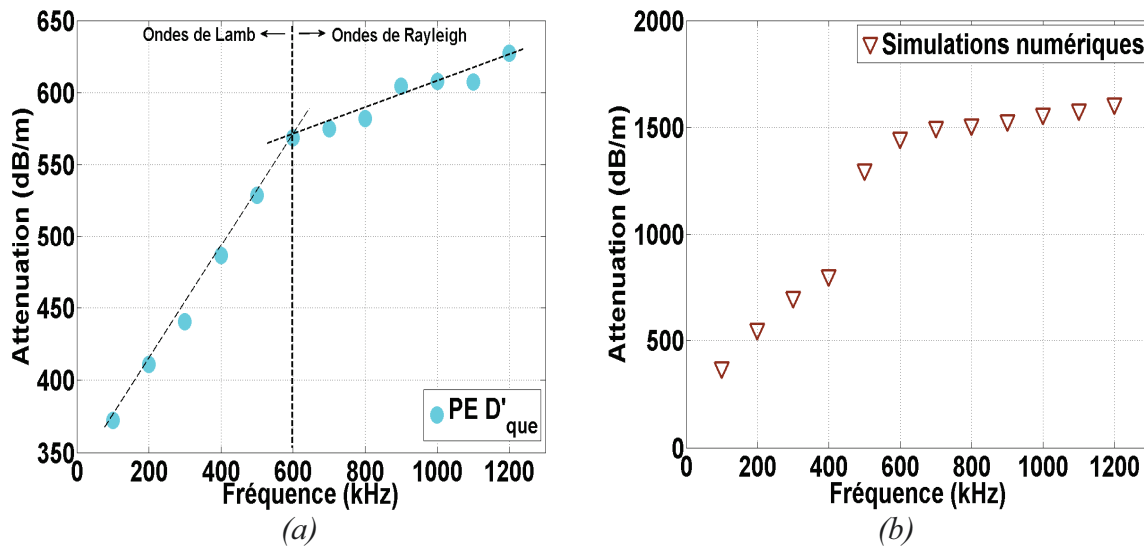 Ondes de Lamb
Ondes de Rayleigh
650
600
550
500
450
400
350
Attenuation (dB/m)
PE D'que
0 200 400 600 800 1000 1200
Fréquence (kHz)
(a)
Simulations numériques
2000
1500
1000
500
0
Attenuation (dB/m)
0 200 400 600 800 1000 1200
Fréquence (kHz)
(b)